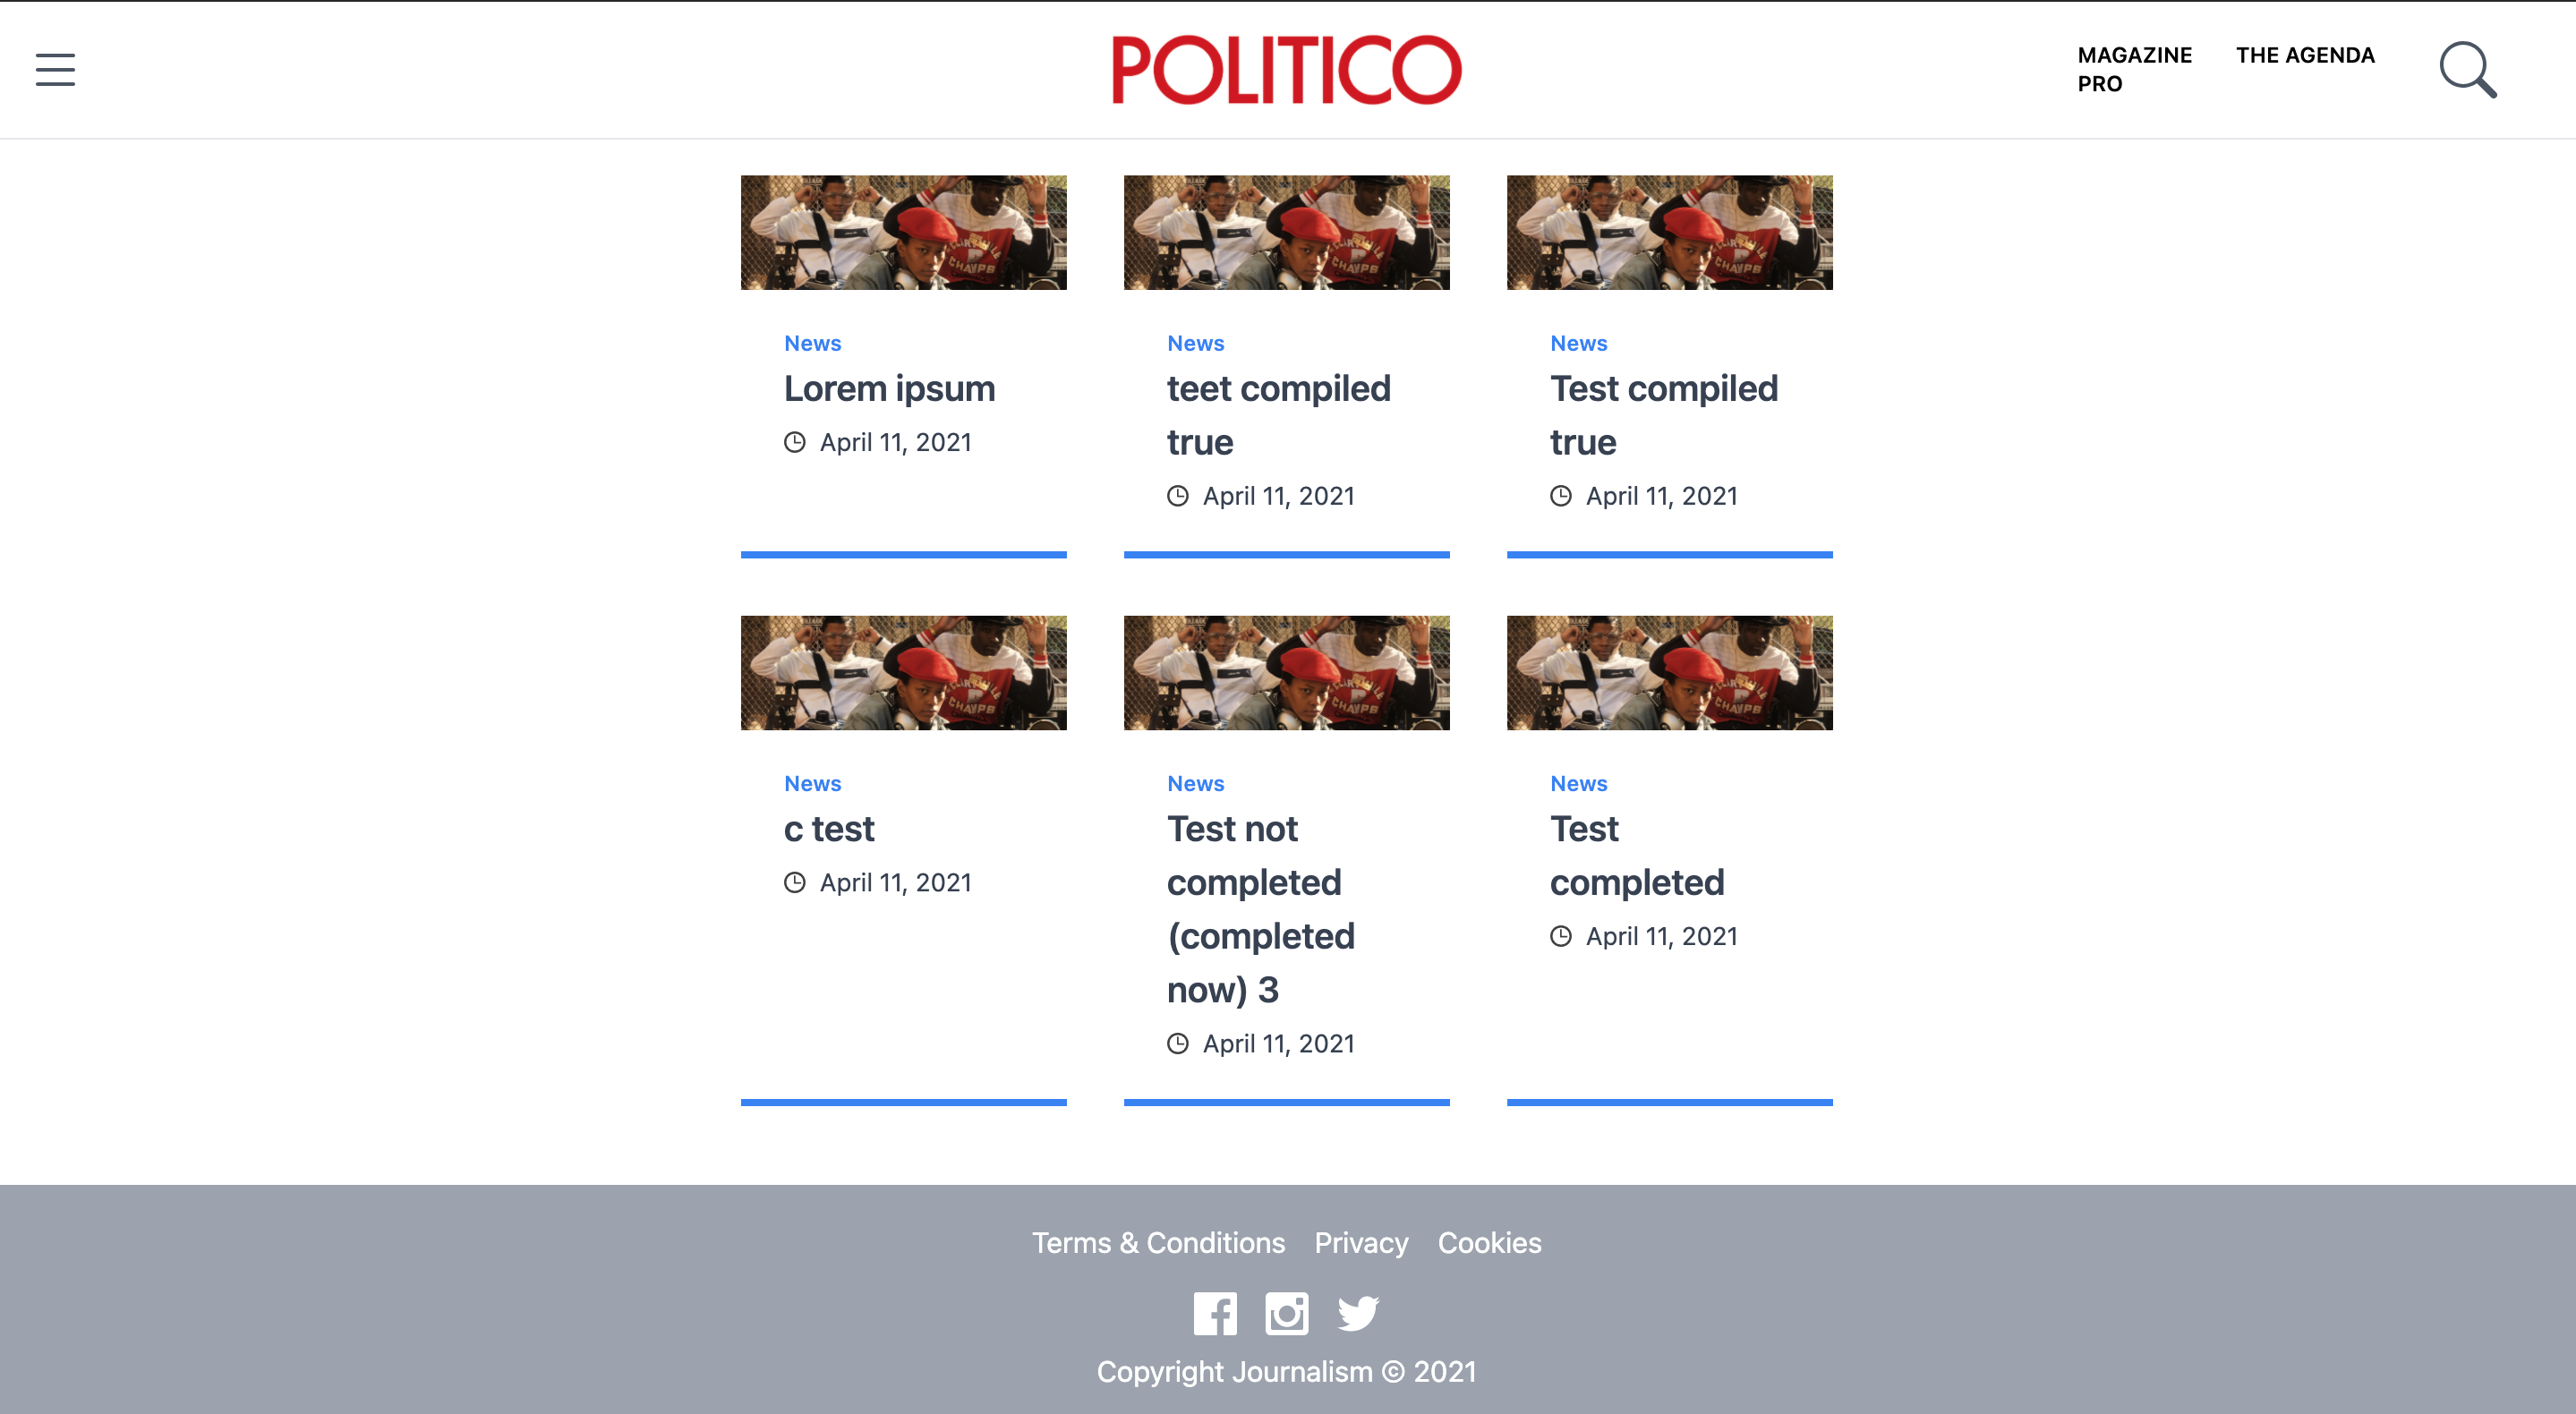 POLITICO
MAGAZINE THE AGENDA
PRO
News
Lorem ipsum
April 11, 2021
News
teet compiled
true
April 11, 2021
News
Test compiled
true
April 11, 2021
News
c test
April 11, 2021
News
Test not
completed
(completed
now) 3
April 11, 2021
News
Test
completed
April 11, 2021
Terms & Conditions Privacy Cookies
Copyright Journalism © 2021